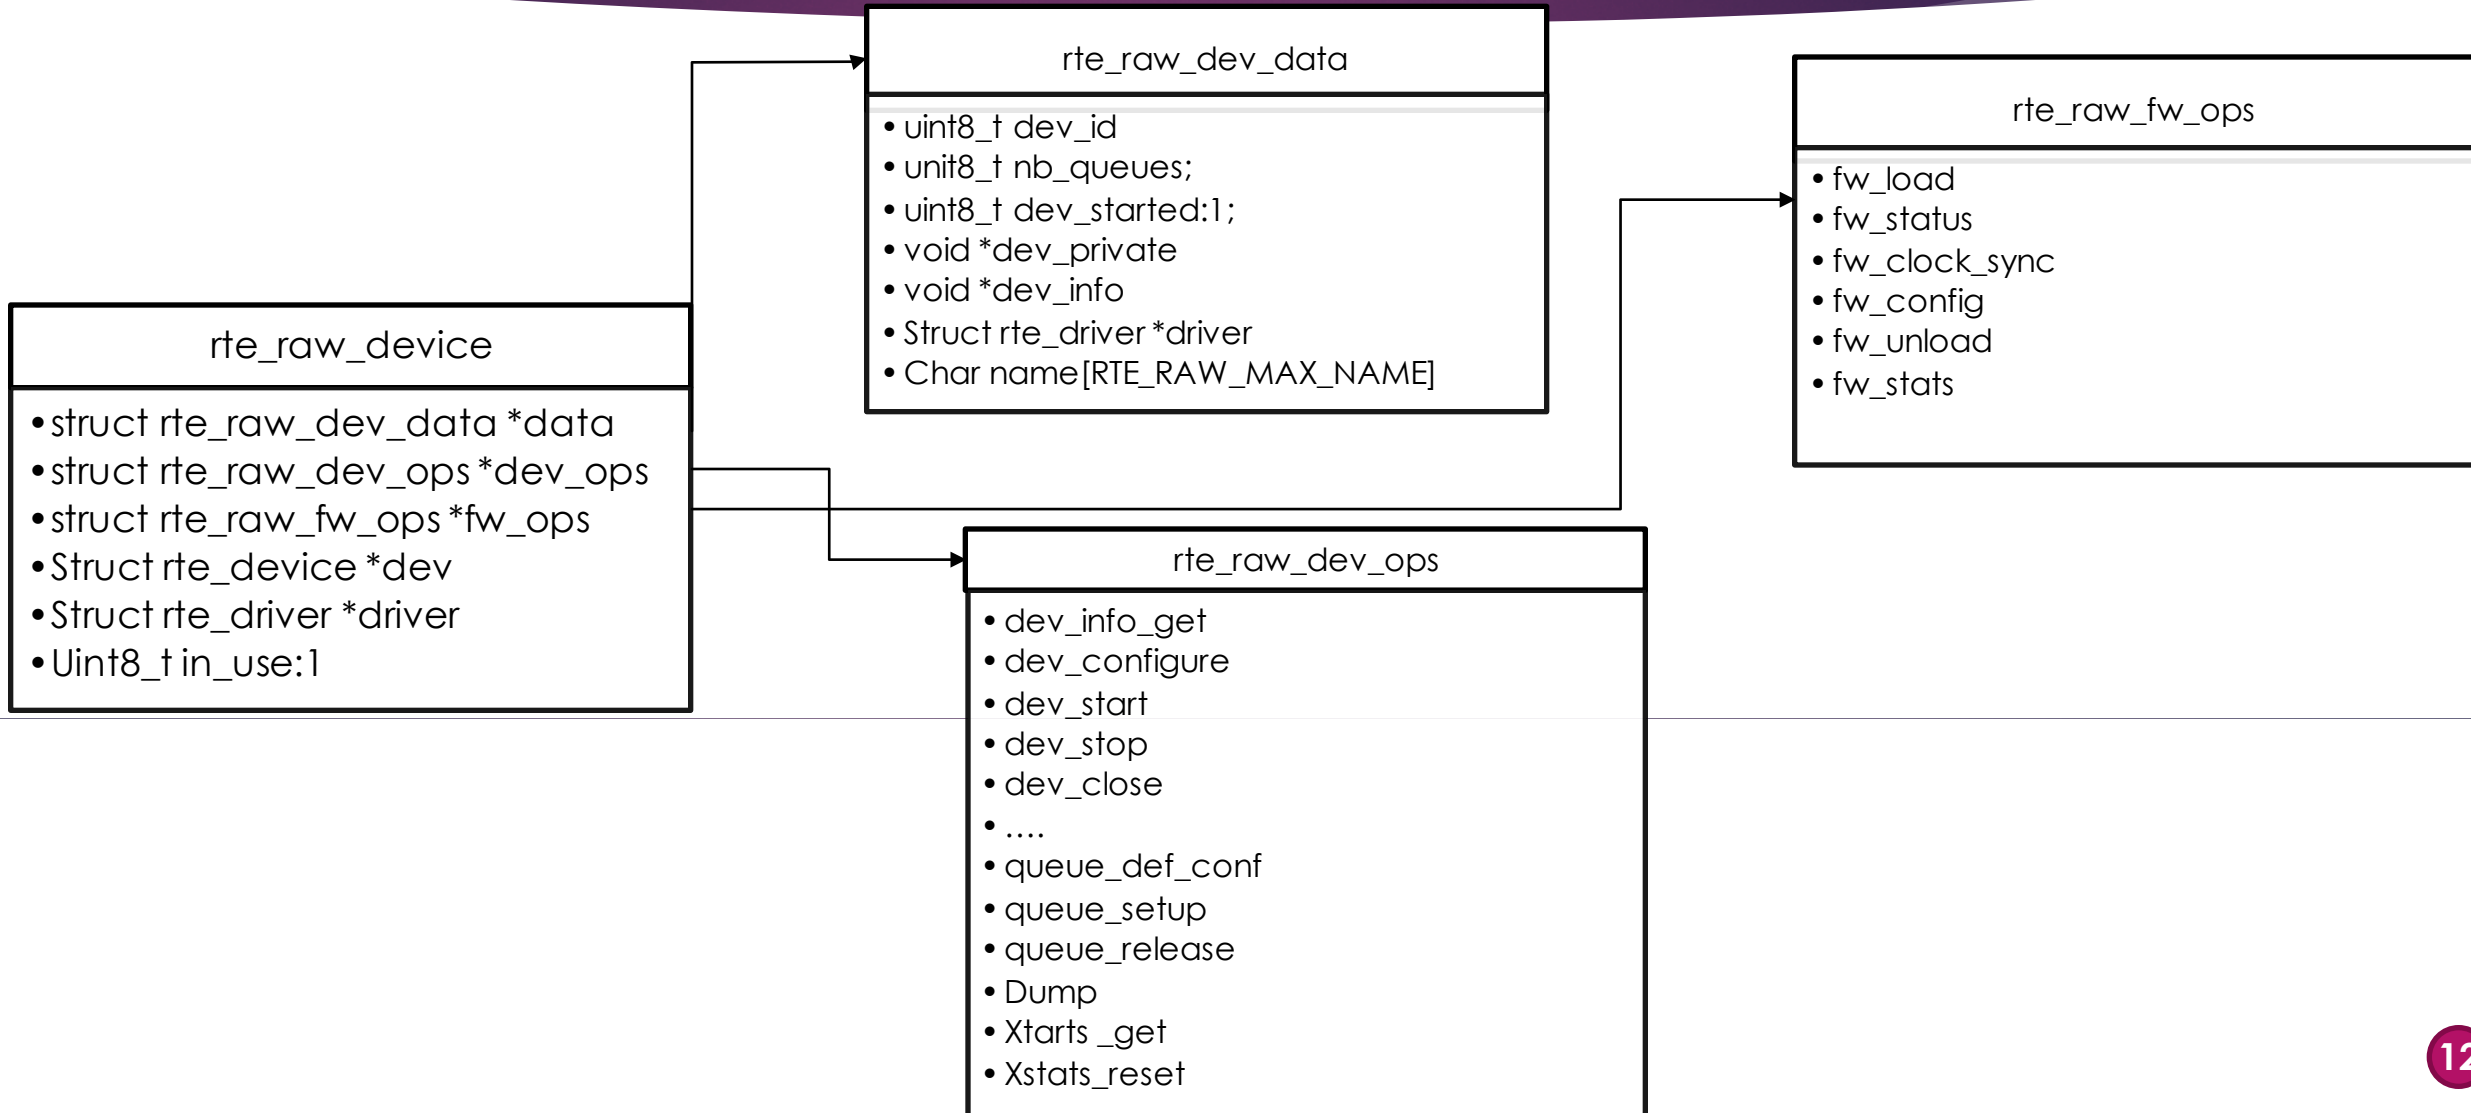 rte_raw_dev_data
• uint8_t dev_id
• unit8_t nb_queues;
• uint8_t dev_started:1;
• void *dev_private
• void *dev_info
• Struct rte_driver *driver
• Char name[RTE_RAW_MAX_NAME]
rte_raw_fw_ops
• fw_load
• fw_status
• fw_clock_sync
• fw_config
• fw_unload
• fw_stats
rte_raw_device
• struct rte_raw_dev_data *data
• struct rte_raw_dev_ops *dev_ops
• struct rte_raw_fw_ops *fw_ops
• Struct rte_device *dev
• Struct rte_driver *driver
• Uint8_t in_use:1
rte_raw_dev_ops
• dev_info_get
• dev_configure
• dev_start
• dev_stop
• dev_close
• ....
• queue_def_conf
• queue_setup
• queue_release
• Dump
• Xtarts _get
• Xstats_reset
12